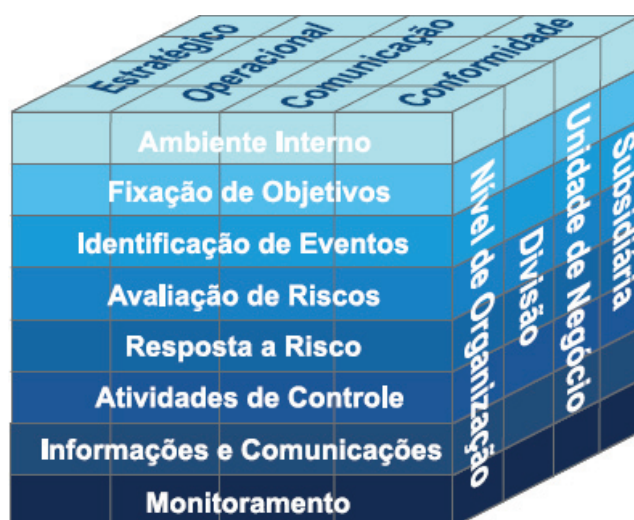 Estratégico
Operacional
Comunicação
Conformidade
Ambiente Interno
Fixação de Objetivos
Identificação de Eventos
Avaliação de Riscos
Resposta a Risco
Atividades de Controle
Informações e Comunicações
Monitoramento
Nível de Organização
Divisão
Unidade de Negócio
Subsidiária